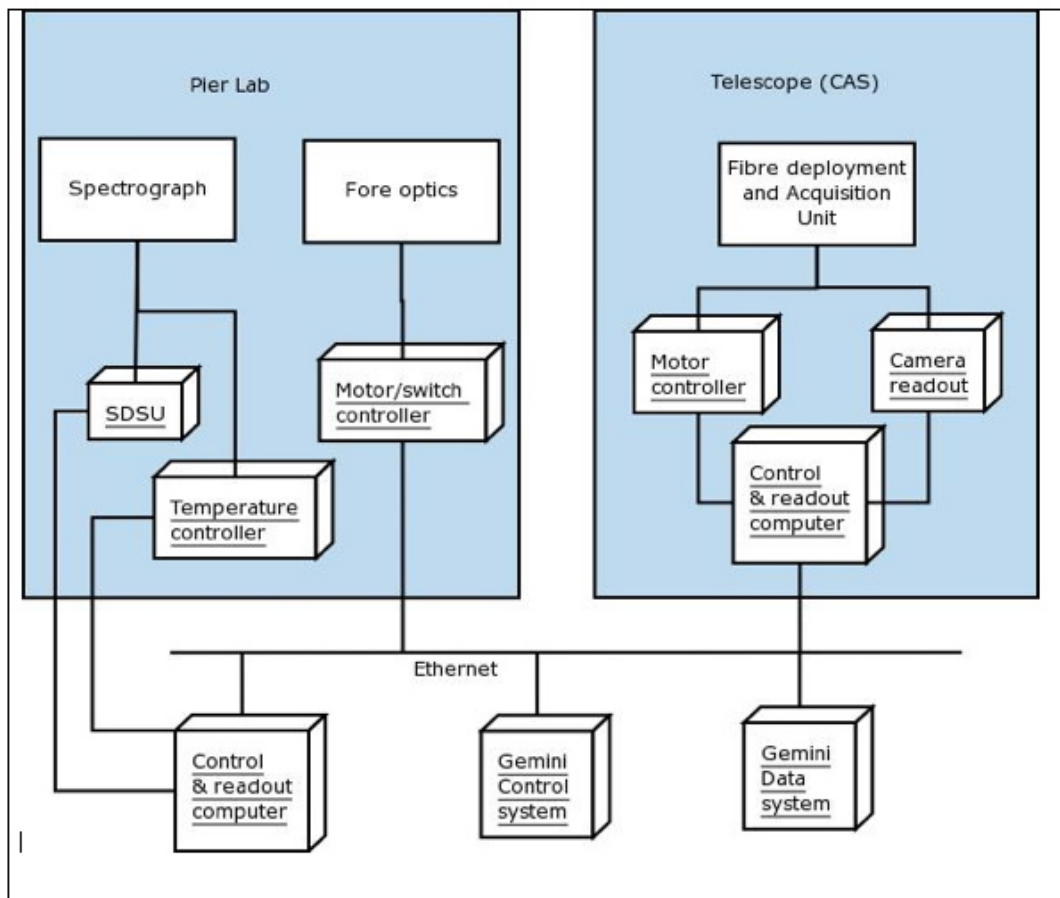 Pier Lab
Spectrograph
Fore optics
SDSU
Motor/switch
controller
Temperature
controller
Telescope (CAS)
Fibre deployment
and Acquisition
Unit
Motor
controller
Camera
readout
Control
& readout
computer
Ethernet
Control
& readout
computer
Gemini
Control
system
Gemini
Data
system